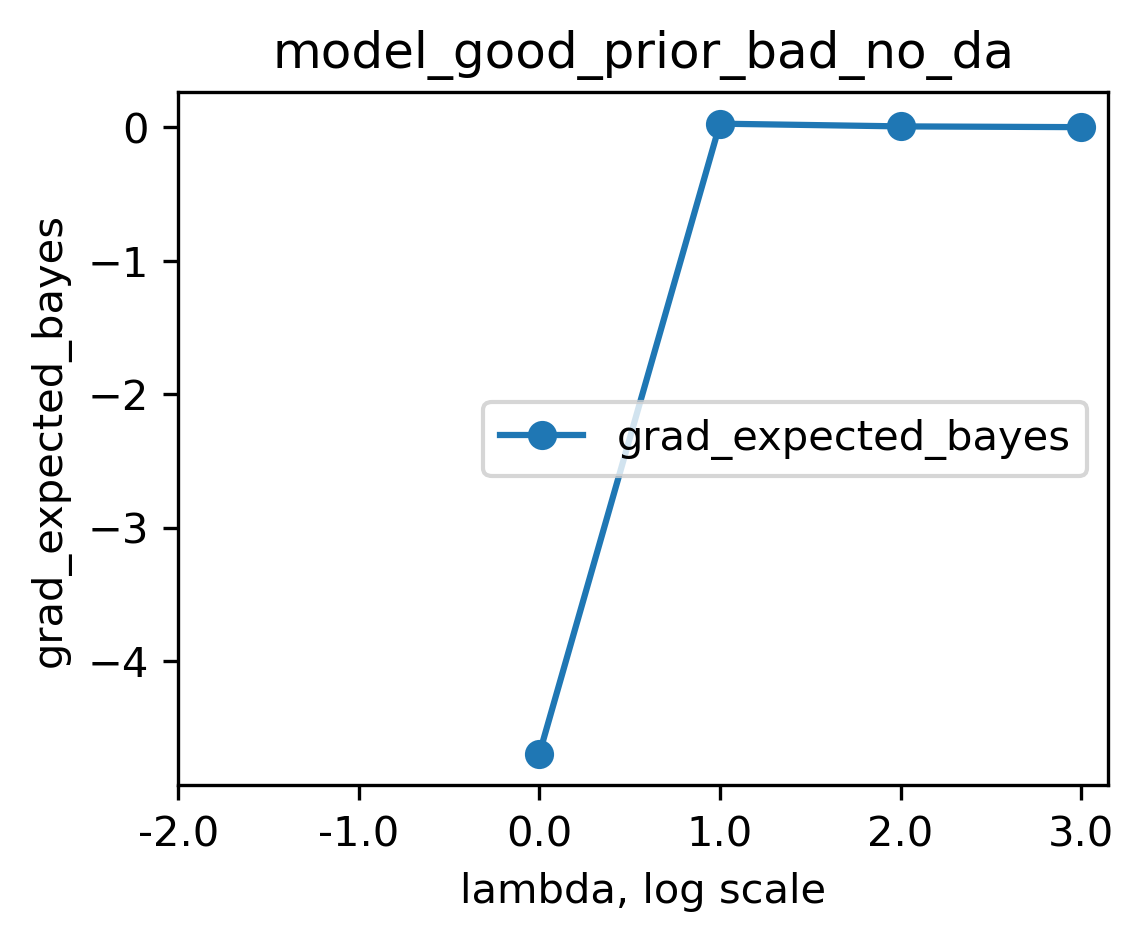 model_good_prior_bad_no_da
grad_expected_bayes
0
−1
−2
−3
−4
grad_expected_bayes
-2.0 -1.0 0.0 1.0 2.0 3.0
lambda, log scale